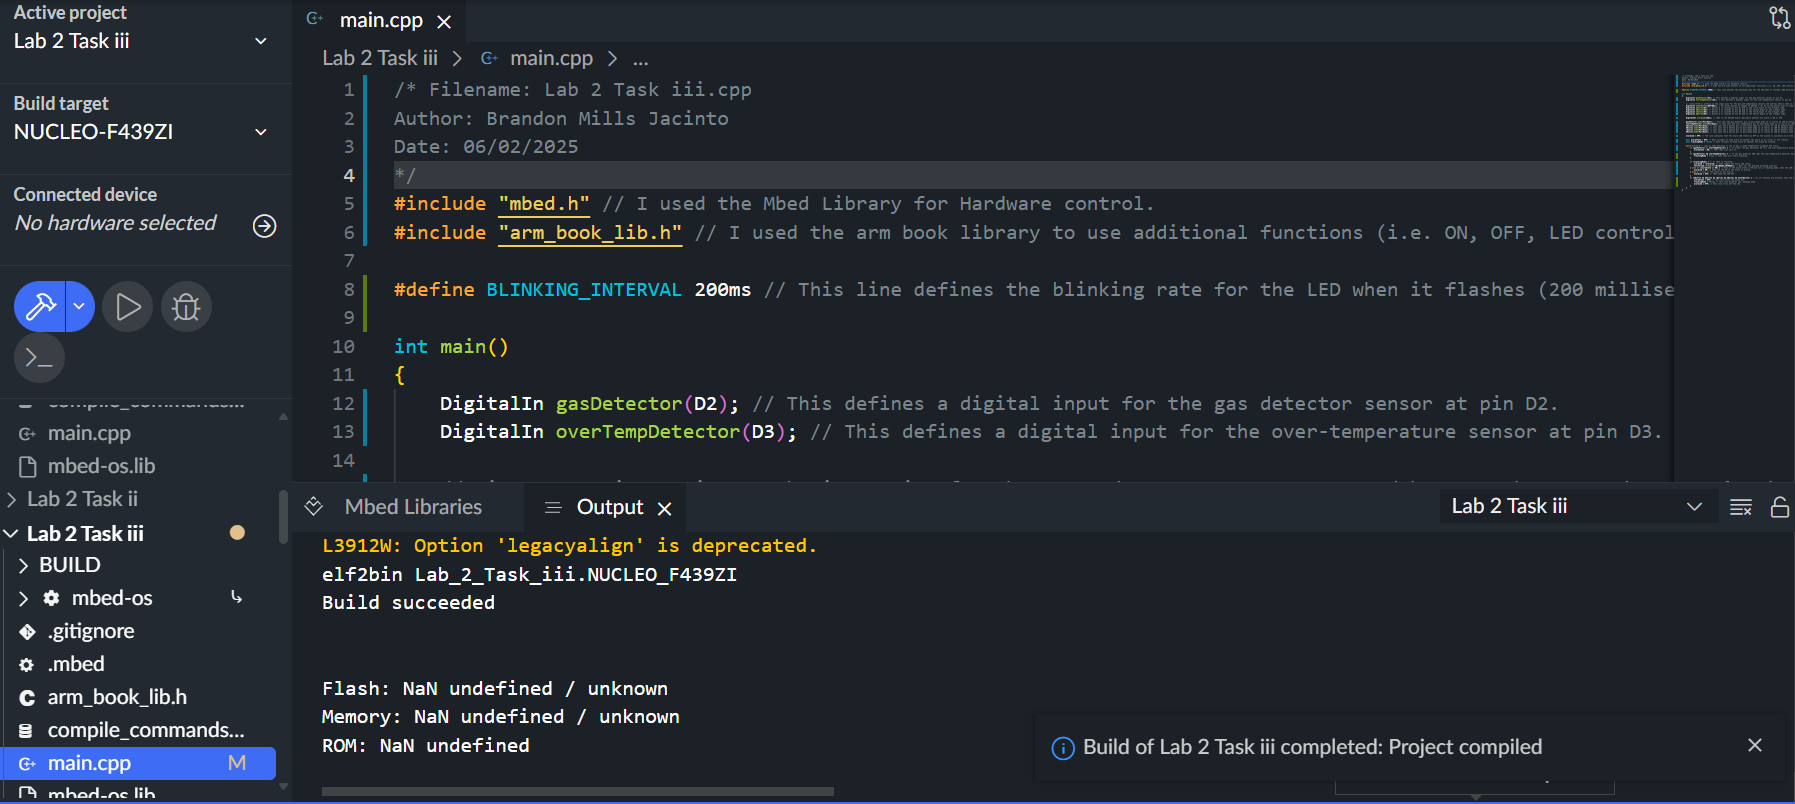 Active project
Lab 2 Task iii
Build target
NUCLEO-F439ZI
Connected device
No hardware selected
main.cpp
mbed-os.lib
Lab 2 Task ii
Lab 2 Task iii
BUILD
mbed-os
.gitignore
.mbed
arm_book_lib.h
compile_commands...
main.cpp M
mbed-os.lib
main.cpp
Lab 2 Task iii > main.cpp > ...
1 /* Filename: Lab 2 Task iii.cpp
2 Author: Brandon Mills Jacinto
3 Date: 06/02/2025
4 */
5 #include "mbed.h" // I used the Mbed Library for Hardware control.
6 #include "arm_book_lib.h" // I used the arm book library to use additional functions (i.e. ON, OFF, LED control
7
8 #define BLINKING_INTERVAL 200ms // This line defines the blinking rate for the LED when it flashes (200 millise
9
10 int main()
11 {
12 DigitalIn gasDetector(D2); // This defines a digital input for the gas detector sensor at pin D2.
13 DigitalIn overTempDetector(D3); // This defines a digital input for the over-temperature sensor at pin D3.
14
Mbed Libraries
Output
Lab 2 Task iii
L3912W: Option 'legacyalign' is deprecated.
elf2bin Lab_2_Task_iii.NUCLEO_F439ZI
Build succeeded
Flash: NaN undefined / unknown
Memory: NaN undefined / unknown
ROM: NaN undefined
Build of Lab 2 Task iii completed: Project compiled